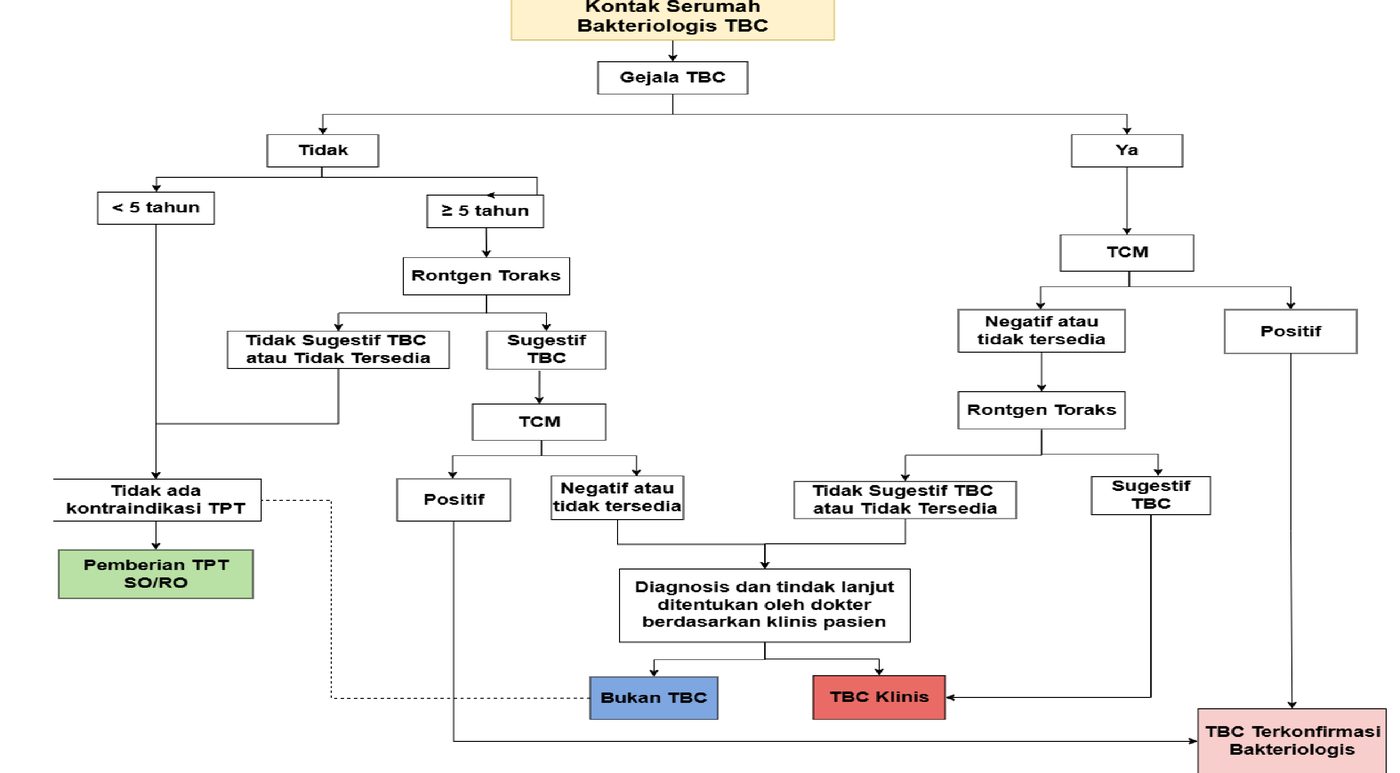 Kontak Serumah
Bakteriologis TBC
Gejala TBC
Tidak
Ya
< 5 tahun
≥ 5 tahun
TCM
Rontgen Toraks
Negatif atau
tidak tersedia
Positif
Tidak Sugestif TBC
atau Tidak Tersedia
Sugestif
TBC
Rontgen Toraks
TCM
Tidak ada
kontraindikasi TPT
Positif
Negatif atau
tidak tersedia
Tidak Sugestif TBC
atau Tidak Tersedia
Sugestif
TBC
Pemberian TPT
SO/RO
Diagnosis dan tindak lanjut
ditentukan oleh dokter
berdasarkan klinis pasien
Bukan TBC
TBC Klinis
TBC Terkonfirmasi
Bakteriologis